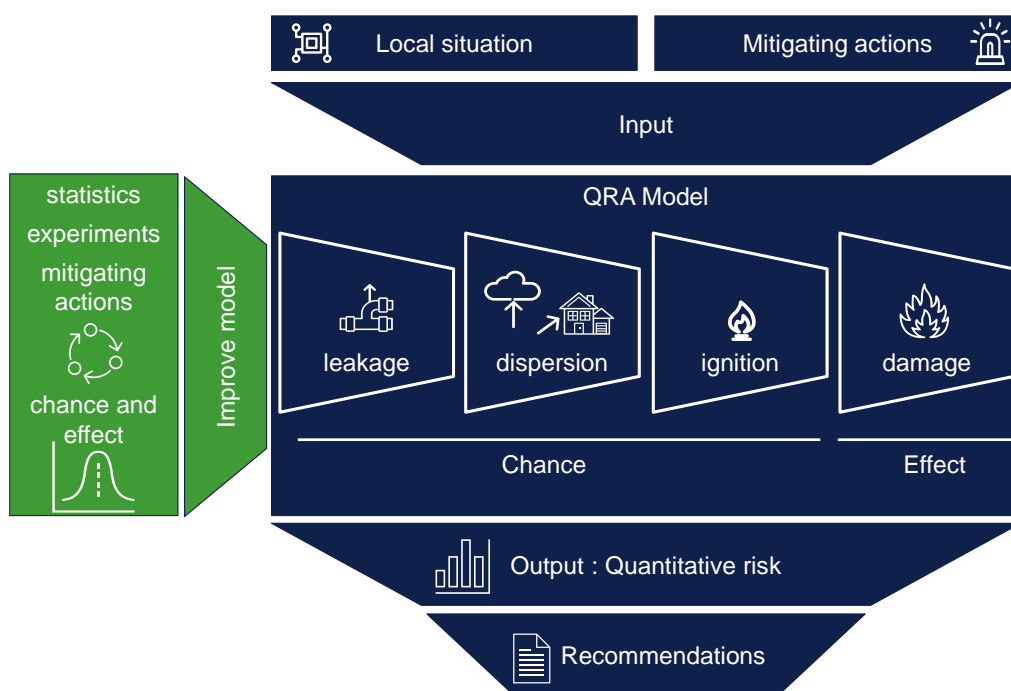 Local situation
Mitigating actions
Input
statistics
experiments
mitigating
actions
chance and
effect
Improve model
QRA Model
leakage
dispersion
ignition
damage
Chance
Effect
Output : Quantitative risk
Recommendations